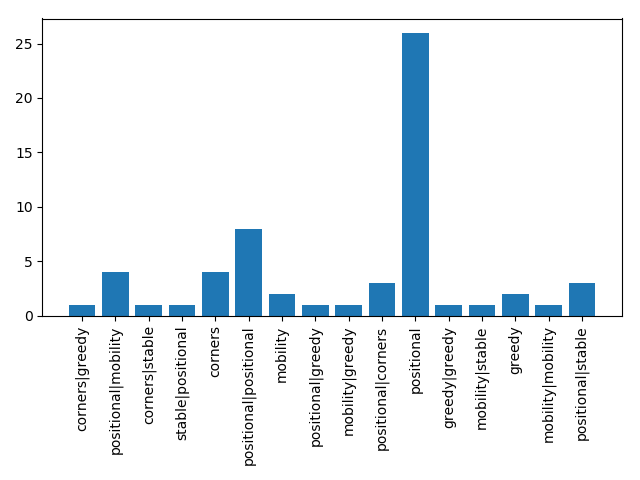 25
20
15
10
5
0
corners|greedy
positional|mobility
corners|stable
stable|positional
corners
positional|positional
mobility
positional|greedy
mobility|greedy
positional|corners
positional
greedy|greedy
mobility|stable
greedy
mobility|mobility
positional|stable